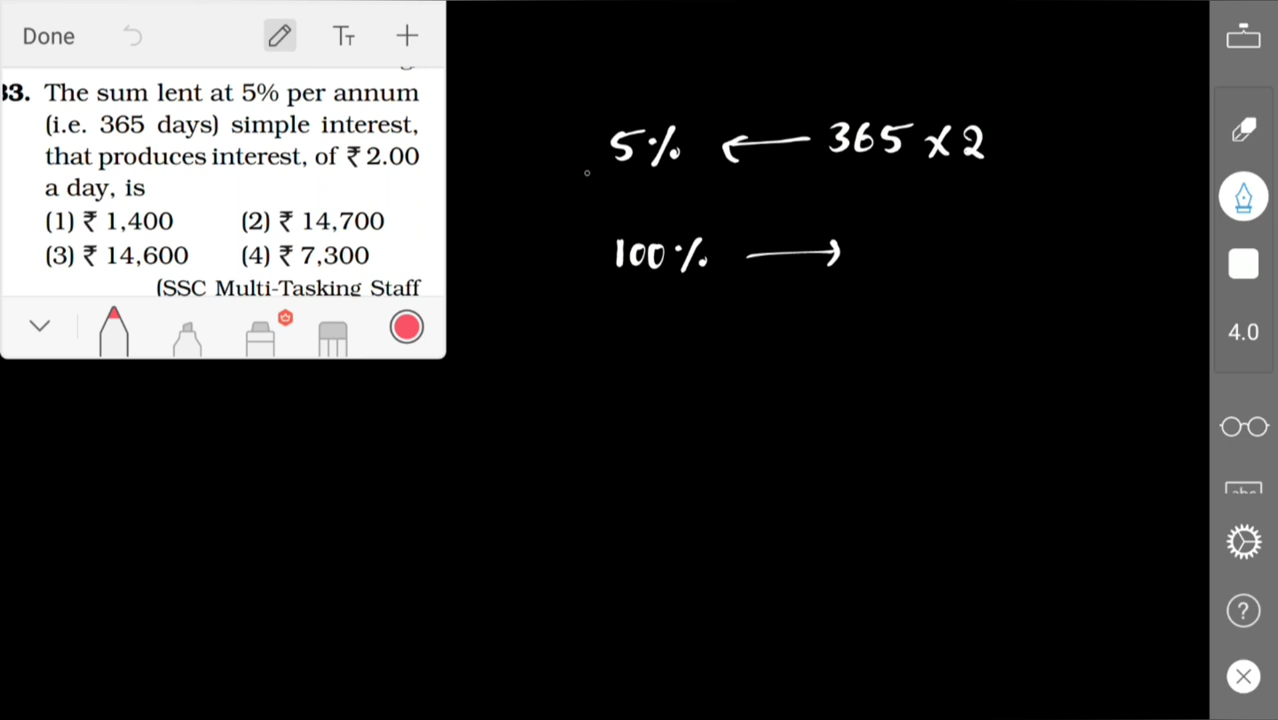 Done
33. The sum lent at 5% per annum
(i.e. 365 days) simple interest,
that produces interest, of ₹ 2.00
a day, is
(1) ₹ 1,400 (2) ₹ 14,700
(3) ₹ 14,600 (4) ₹ 7,300
(SSC Multi-Tasking Staff
5% ← 365 × 2
100% →
4.0
abc
?